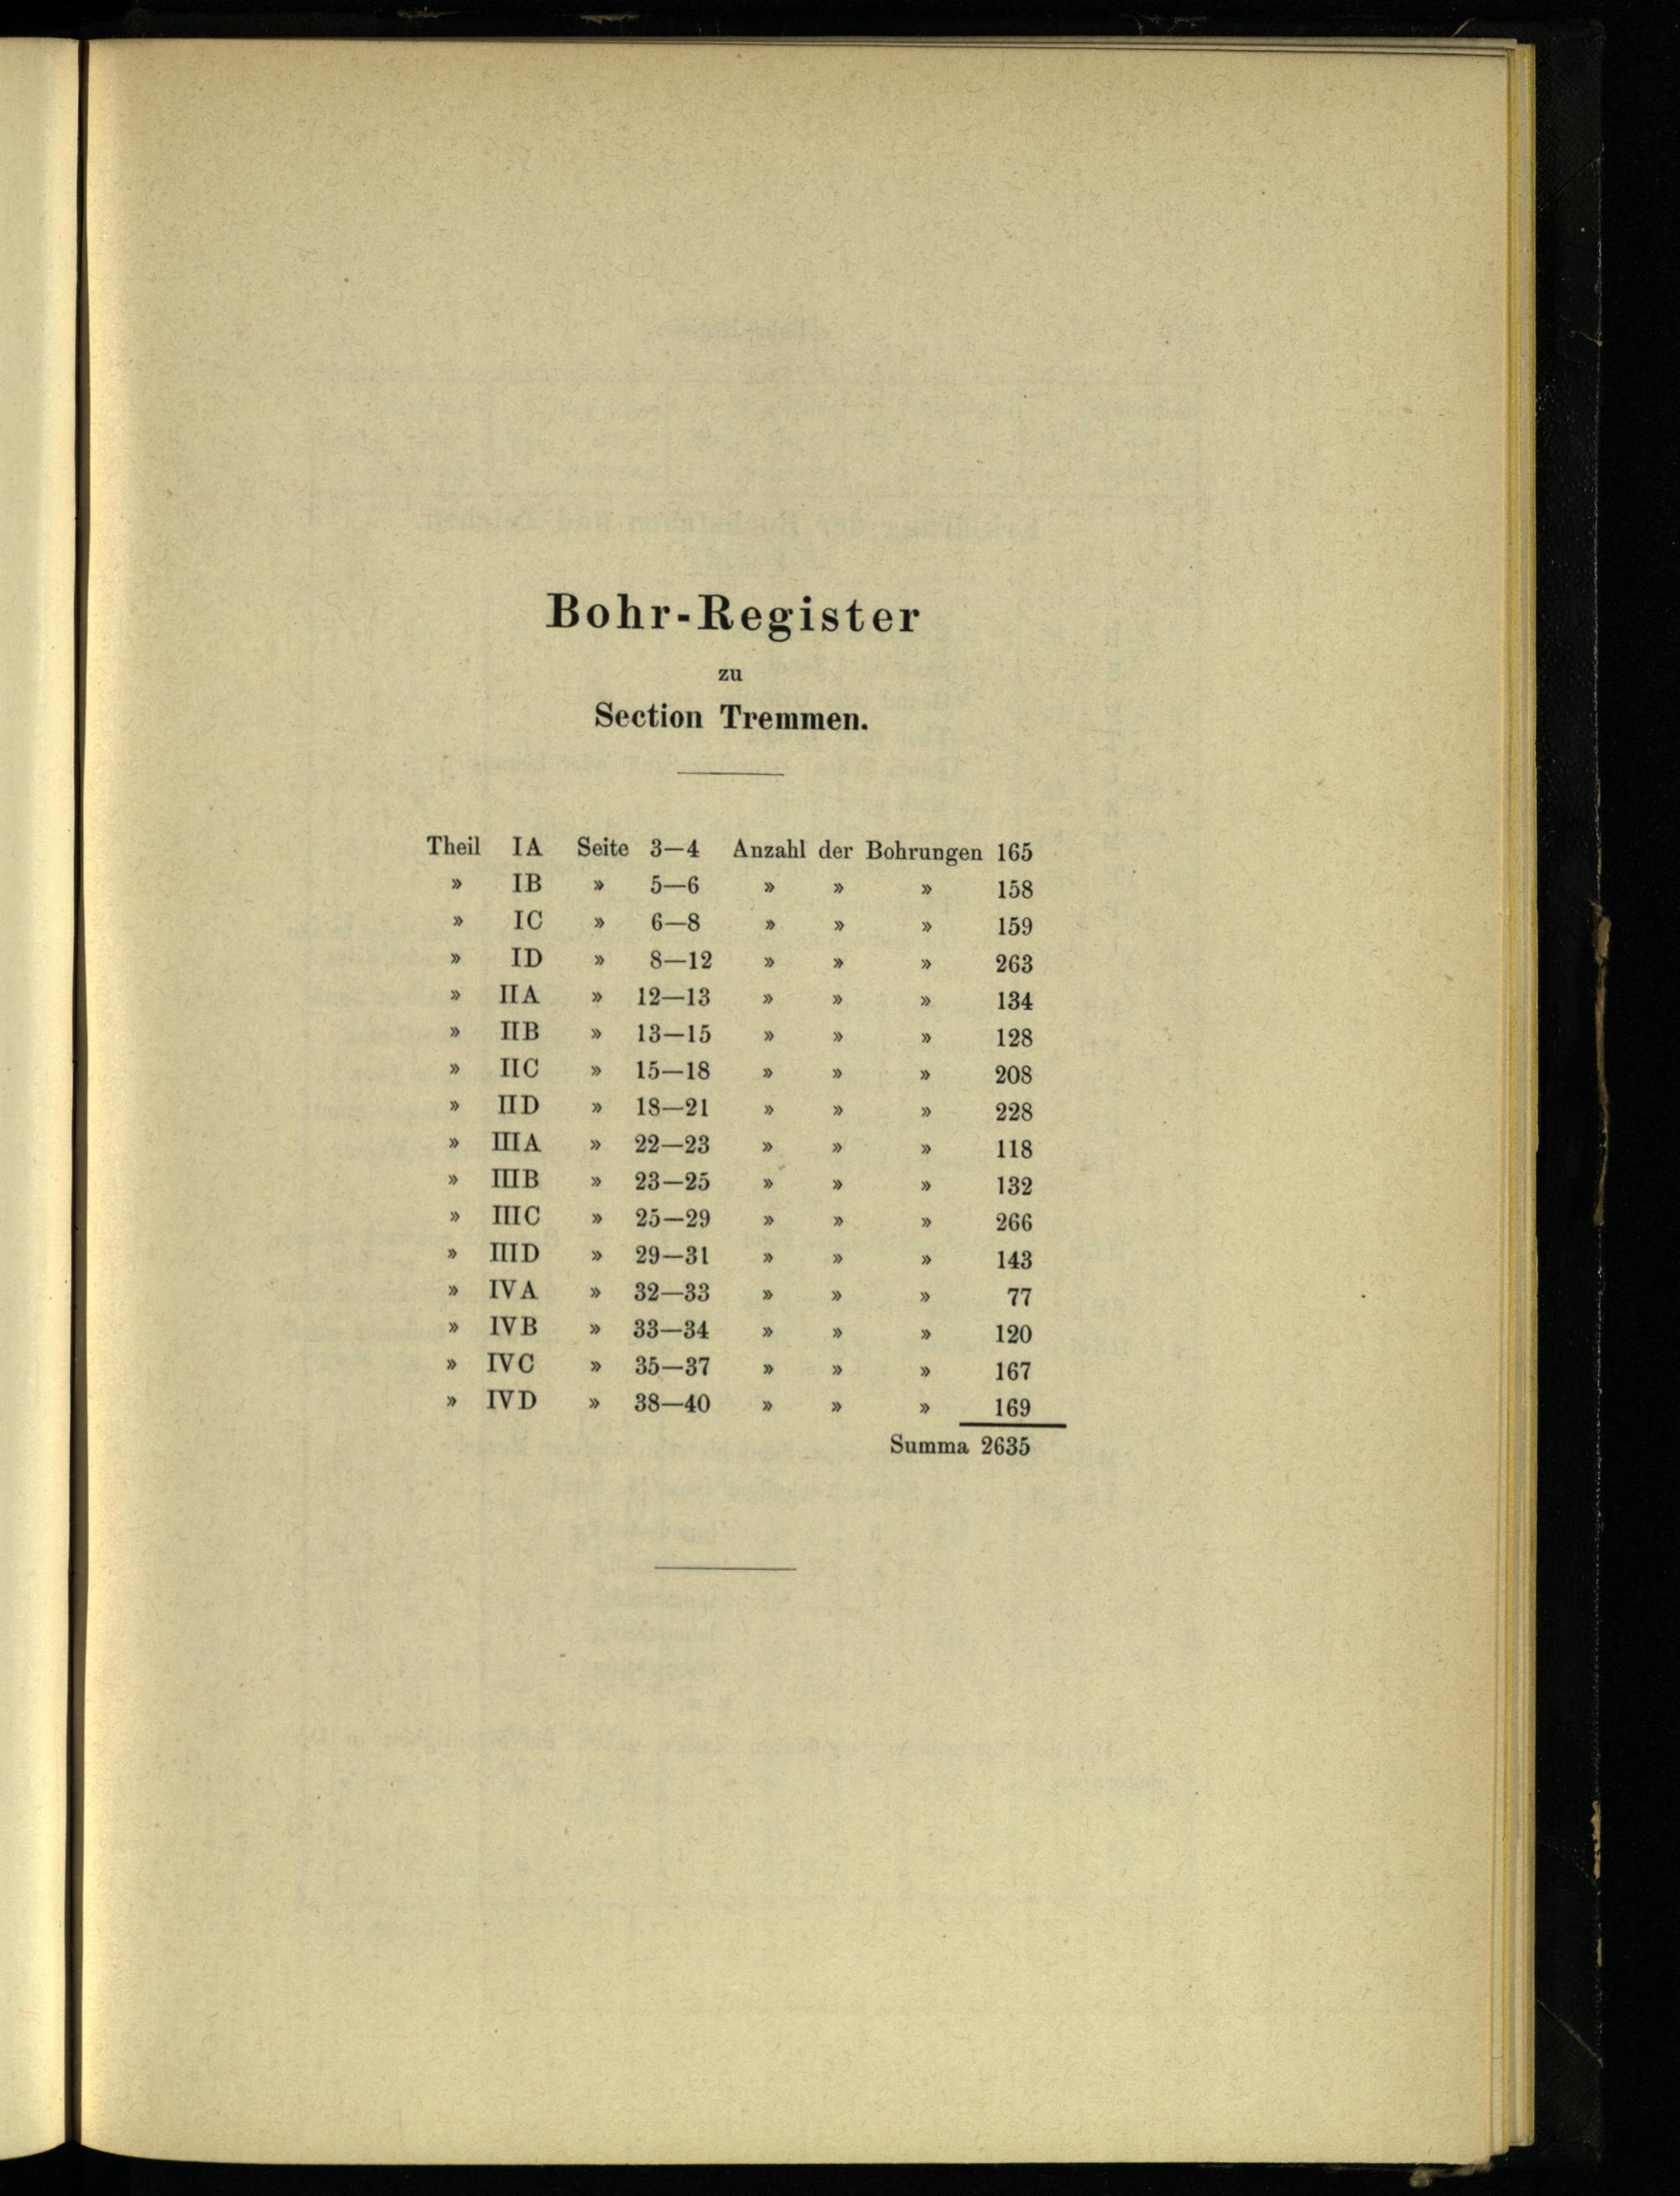 Bohr-Register
zu
Section Tremmen.
Theil IA Seite 3—4 Anzahl der Bohrungen 165
» IB » 5—6 » » » 158
» IC » 6—8 » » » 159
» ID » 8—12 » » » 263
» IIA » 12—13 » » » 134
» IIB » 13—15 » » » 128
» IIC » 15—18 » » » 208
» IID » 18—21 » » » 228
» IIIA » 22—23 » » » 118
» IIIB » 23—25 » » » 132
» IIIC » 25—29 » » » 266
» IIID » 29—31 » » » 143
» IVA » 32—33 » » » 77
» IVB » 33—34 » » » 120
» IVC » 35—37 » » » 167
» IVD » 38—40 » » » 169
Summa 2635